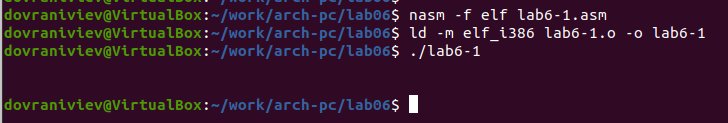 dovraniviev@VirtualBox:~/work/arch-pc/lab06$ nasm -f elf lab6-1.asm
dovraniviev@VirtualBox:~/work/arch-pc/lab06$ ld -m elf_i386 lab6-1.o -o lab6-1
dovraniviev@VirtualBox:~/work/arch-pc/lab06$ ./lab6-1
dovraniviev@VirtualBox:~/work/arch-pc/lab06$